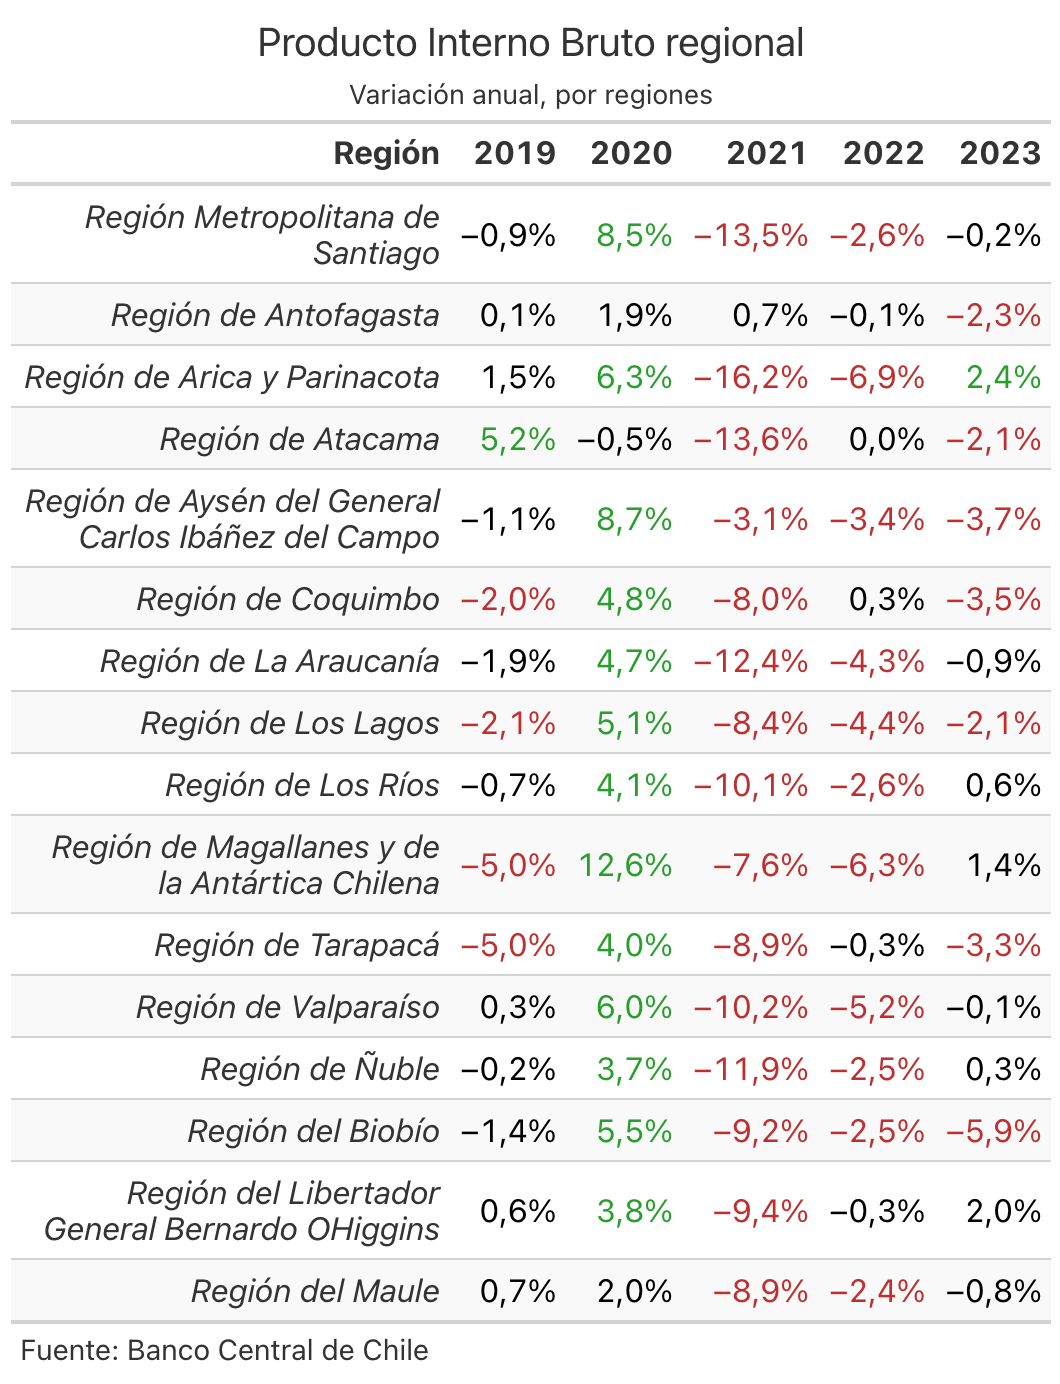 Producto Interno Bruto regional
Variación anual, por regiones
Región 2019 2020 2021 2022 2023
Región Metropolitana de
Santiago −0,9% 8,5% −13,5% −2,6% −0,2%
Región de Antofagasta 0,1% 1,9% 0,7% −0,1% −2,3%
Región de Arica y Parinacota 1,5% 6,3% −16,2% −6,9% 2,4%
Región de Atacama 5,2% −0,5% −13,6% 0,0% −2,1%
Región de Aysén del General
Carlos Ibáñez del Campo −1,1% 8,7% −3,1% −3,4% −3,7%
Región de Coquimbo −2,0% 4,8% −8,0% 0,3% −3,5%
Región de La Araucanía −1,9% 4,7% −12,4% −4,3% −0,9%
Región de Los Lagos −2,1% 5,1% −8,4% −4,4% −2,1%
Región de Los Ríos −0,7% 4,1% −10,1% −2,6% 0,6%
Región de Magallanes y de
la Antártica Chilena −5,0% 12,6% −7,6% −6,3% 1,4%
Región de Tarapacá −5,0% 4,0% −8,9% −0,3% −3,3%
Región de Valparaíso 0,3% 6,0% −10,2% −5,2% −0,1%
Región de Ñuble −0,2% 3,7% −11,9% −2,5% 0,3%
Región del Biobío −1,4% 5,5% −9,2% −2,5% −5,9%
Región del Libertador
General Bernardo OHiggins 0,6% 3,8% −9,4% −0,3% 2,0%
Región del Maule 0,7% 2,0% −8,9% −2,4% −0,8%
Fuente: Banco Central de Chile